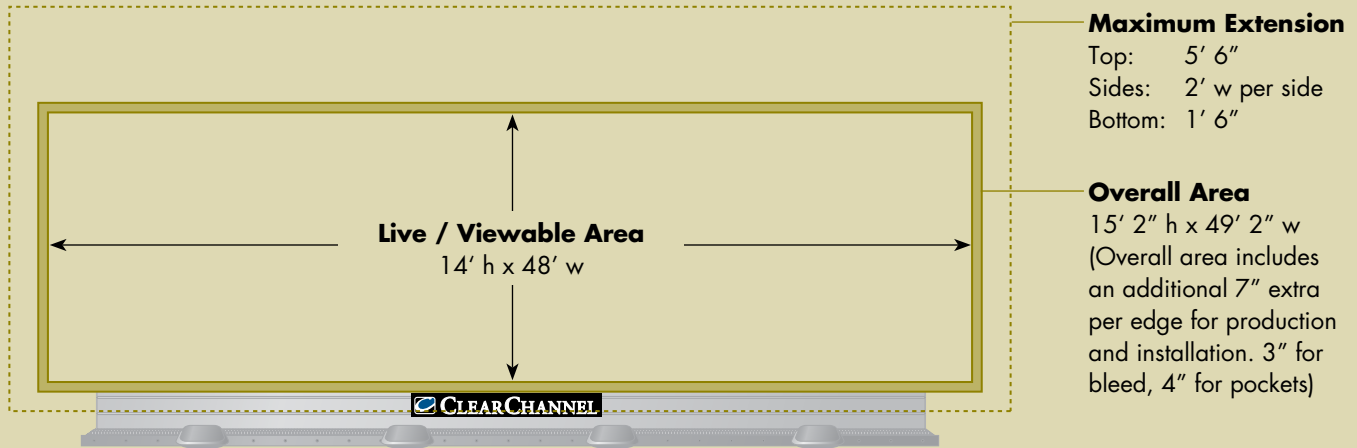 Maximum Extension
Top: 5’ 6”
Sides: 2’ w per side
Bottom: 1’ 6”
Overall Area
15’ 2” h x 49’ 2” w
(Overall area includes
an additional 7” extra
per edge for production
and installation. 3” for
bleed, 4” for pockets)
Live / Viewable Area
14’ h x 48’ w
CLEARCHANNEL